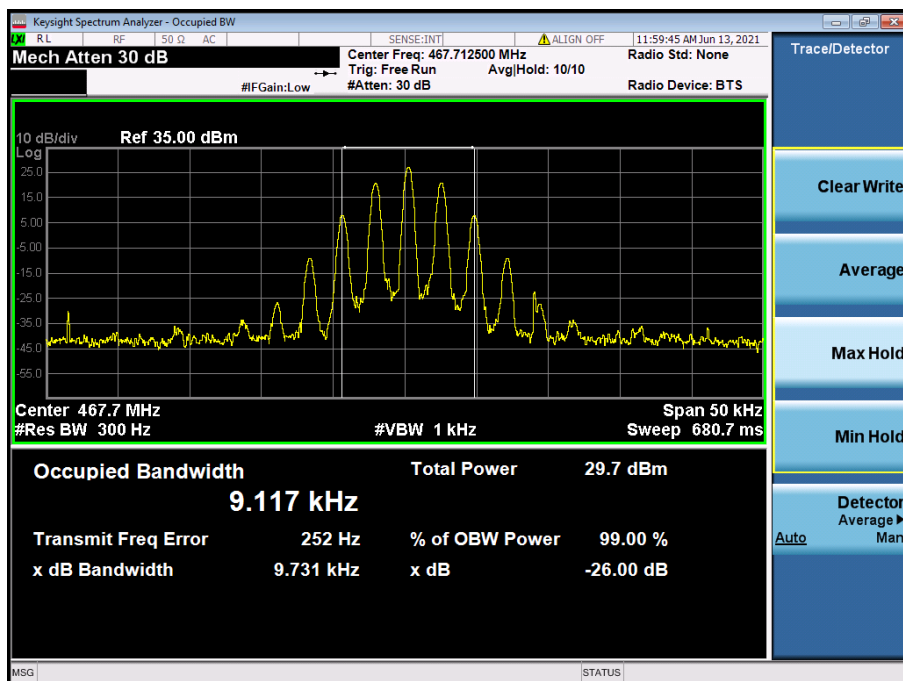 Keysight Spectrum Analyzer - Occupied BW
LXI RL RF 50 Ω AC SENSE:INT ALIGN OFF 11:59:45 AM Jun 13, 2021
Mech Atten 30 dB
Center Freq: 467.712500 MHz Radio Std: None
Trig: Free Run Avg|Hold: 10/10
#IFGain:Low #Atten: 30 dB Radio Device: BTS
10 dB/div Ref 35.00 dBm
Log
25.0
15.0
5.00
-5.00
-15.0
-25.0
-35.0
-45.0
-55.0
Center 467.7 MHz Span 50 kHz
#Res BW 300 Hz #VBW 1 kHz Sweep 680.7 ms
Occupied Bandwidth Total Power 29.7 dBm
9.117 kHz
Transmit Freq Error 252 Hz % of OBW Power 99.00 %
x dB Bandwidth 9.731 kHz x dB -26.00 dB
MSG STATUS
Trace/Detector
Clear Write
Average
Max Hold
Min Hold
Detector
Average
Auto Man